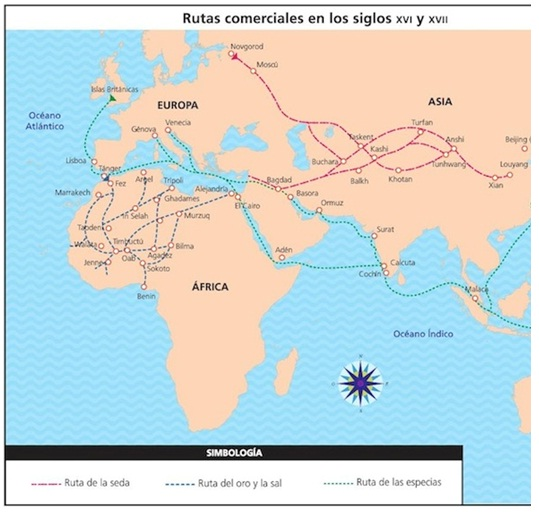 Rutas comerciales en los siglos XVI y XVII
Novgorod
Moscú
Islas Británicas
EUROPA
ASIA
Océano
Atlántico
Génova
Venecia
Turfan
Taskent
Anshi
Kashi
Beijing
Lisboa
Buchara
Tunhwang
Louyang
Tánger
Fez
Argel
Trípoli
Alejandría
Bagdad
Balkh
Khotan
Xian
Marrakech
Ghadames
El Cairo
Basora
In Selah
Murzuq
Ormuz
Surat
Walata
Timbuctú
Bilma
Agadez
Adén
Jenne
Sokoto
Calcuta
Cochin
Benín
ÁFRICA
Malaca
Océano Índico
SIMBOLOGÍA
Ruta de la seda
Ruta del oro y la sal
Ruta de las especias